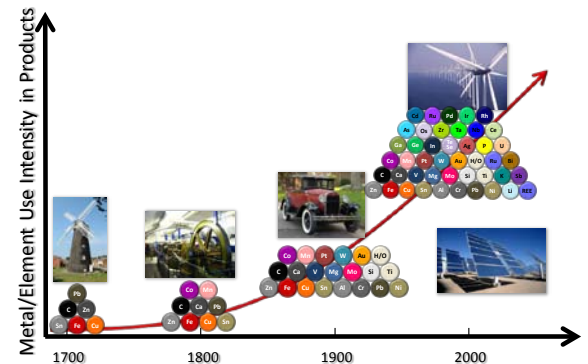 Metal/Element Use Intensity in Products
Cd Ru Pd Ir Rh
As Os Zr Ta Ce
Ga Ge In Ag P U
Co Mn Pt W Au H/O Ru Bi
C Ca V Mg Mo Si Ti K Sb
Zn Fe Cu Sn Al Cr Pb Ni Li REE
Co Mn Pt W Au H/O
C Ca V Mg Mo Si Ti
Zn Fe Cu Sn Al Cr Pb Ni
Co Mn
C Ca Pb
Zn Fe Cu Sn
Pb
C Zn
Sn Fe Cu
1700 1800 1900 2000